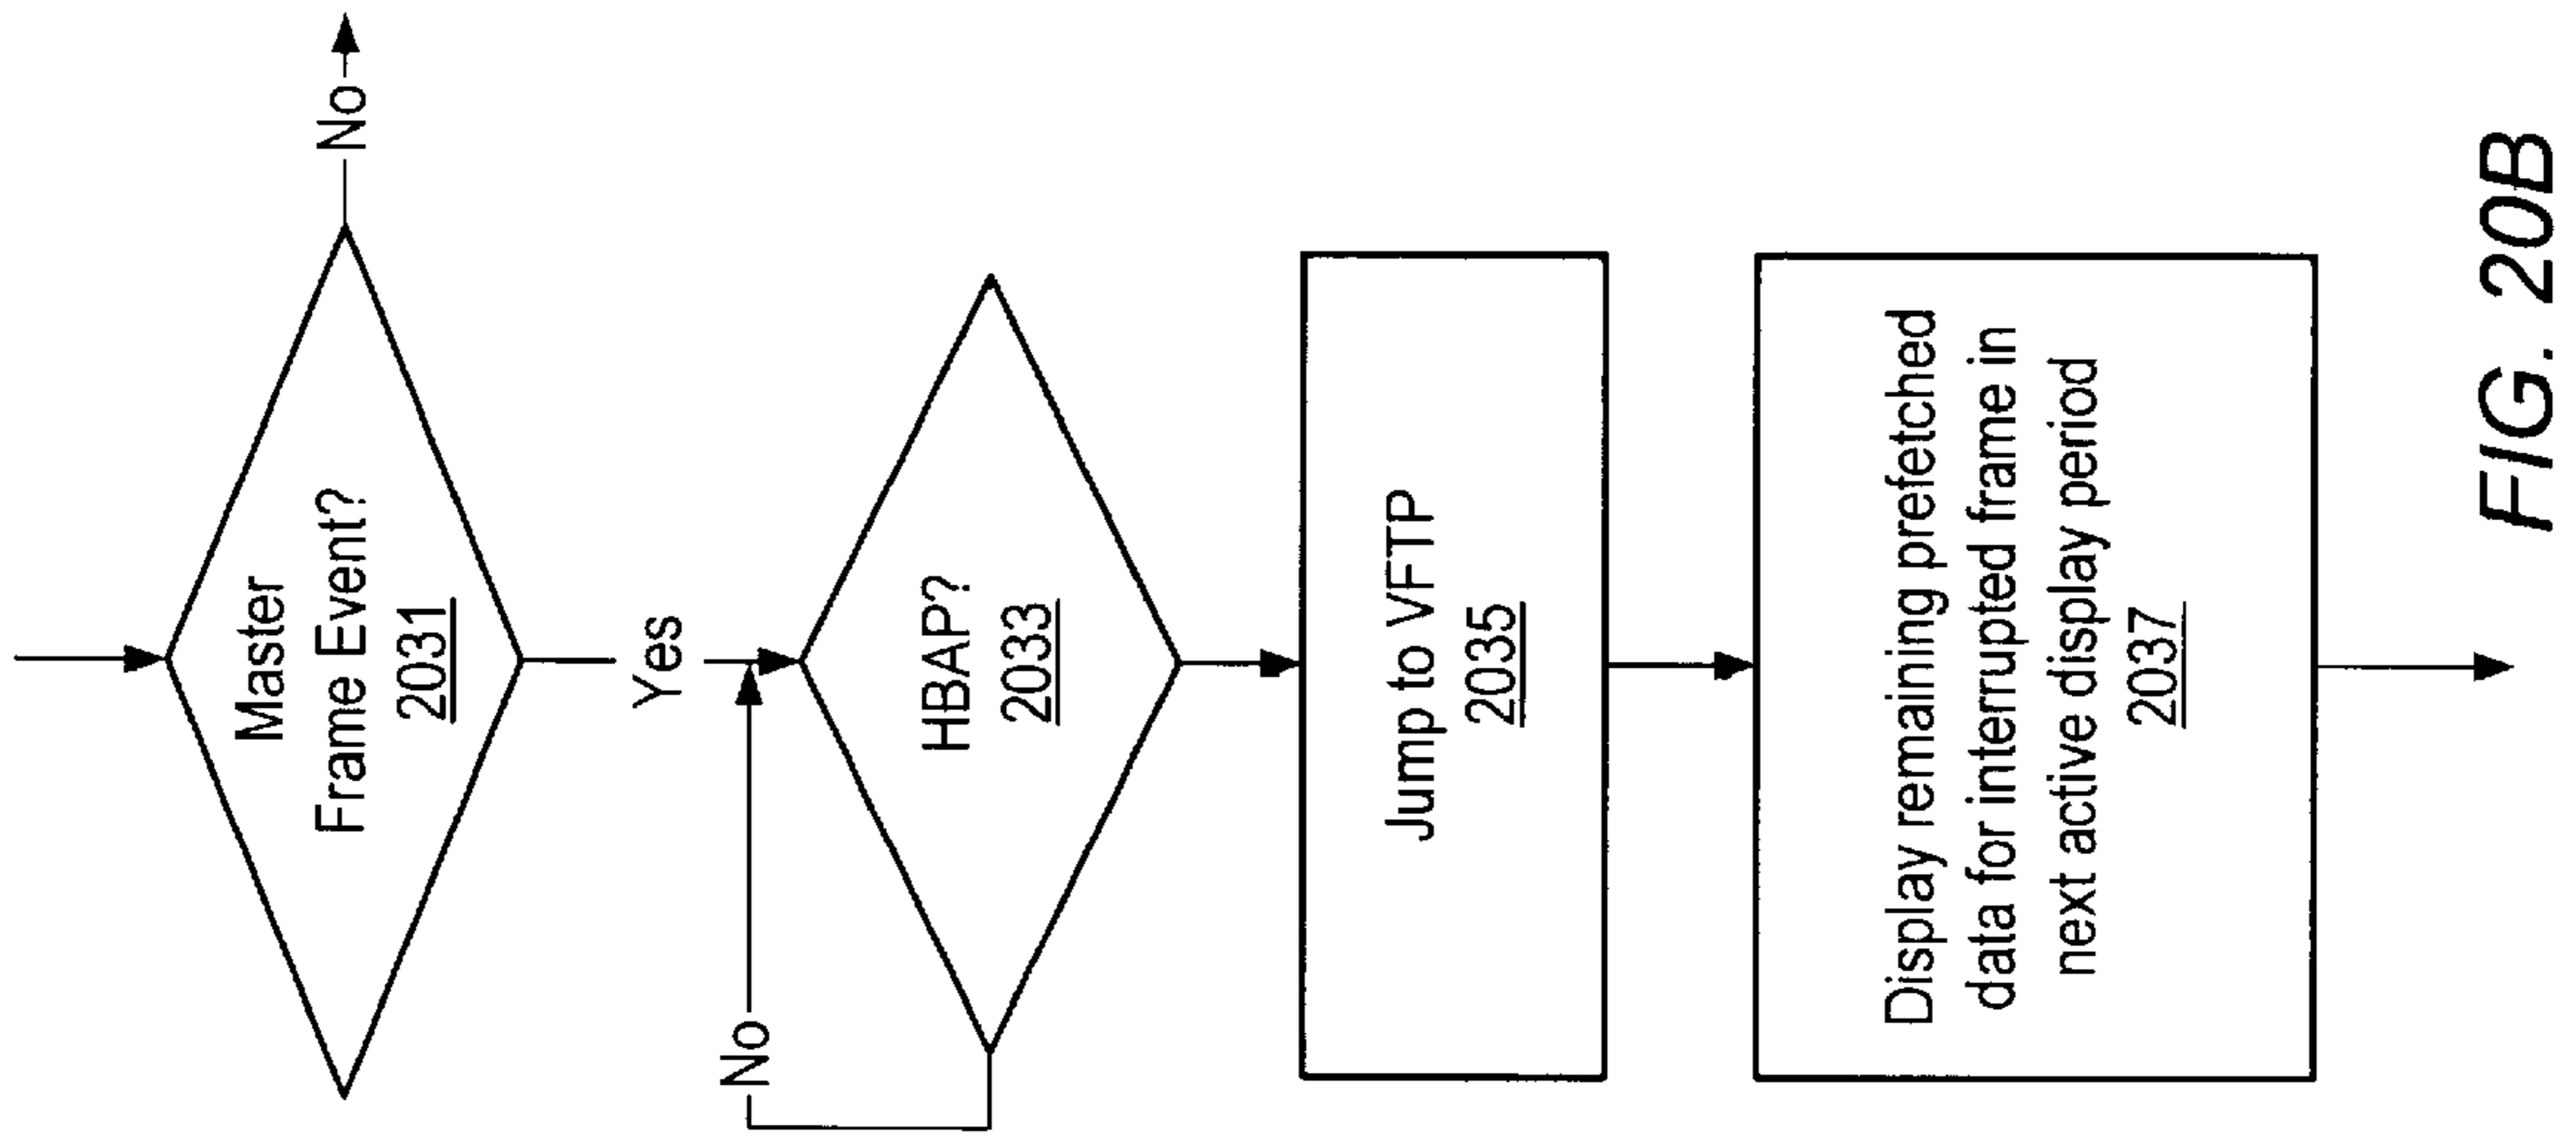 Master
Frame Event?
2031
No
Yes
No
HBAP?
2033
Jump to VFTP
2035
Display remaining prefetched
data for interrupted frame in
next active display period
2037
FIG. 20B